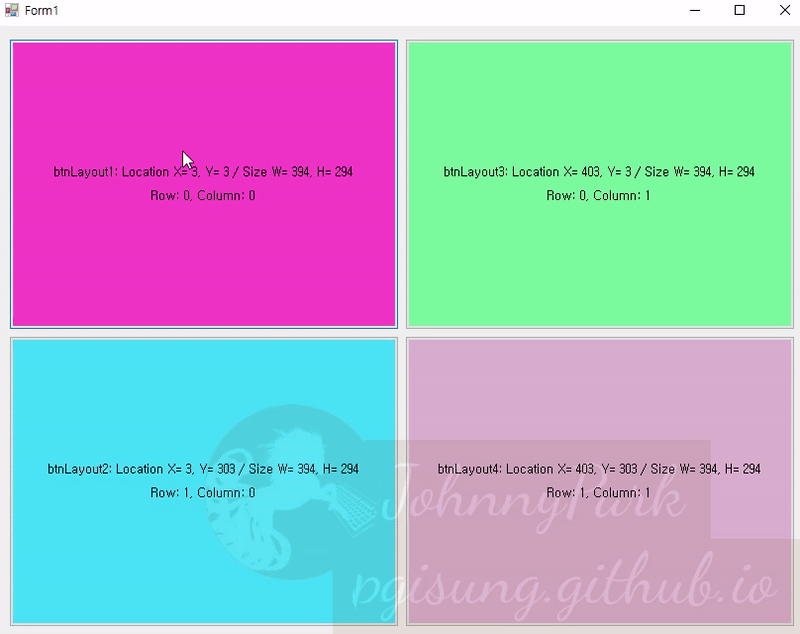 Form1
btnLayout1: Location X= 3, Y= 3 / Size W= 394, H= 294
Row: 0, Column: 0
btnLayout3: Location X= 403, Y= 3 / Size W= 394, H= 294
Row: 0, Column: 1
btnLayout2: Location X= 3, Y= 303 / Size W= 394, H= 294
Row: 1, Column: 0
btnLayout4: Location X= 403, Y= 303 / Size W= 394, H= 294
Row: 1, Column: 1
JohnnyPark
pgisung.github.io